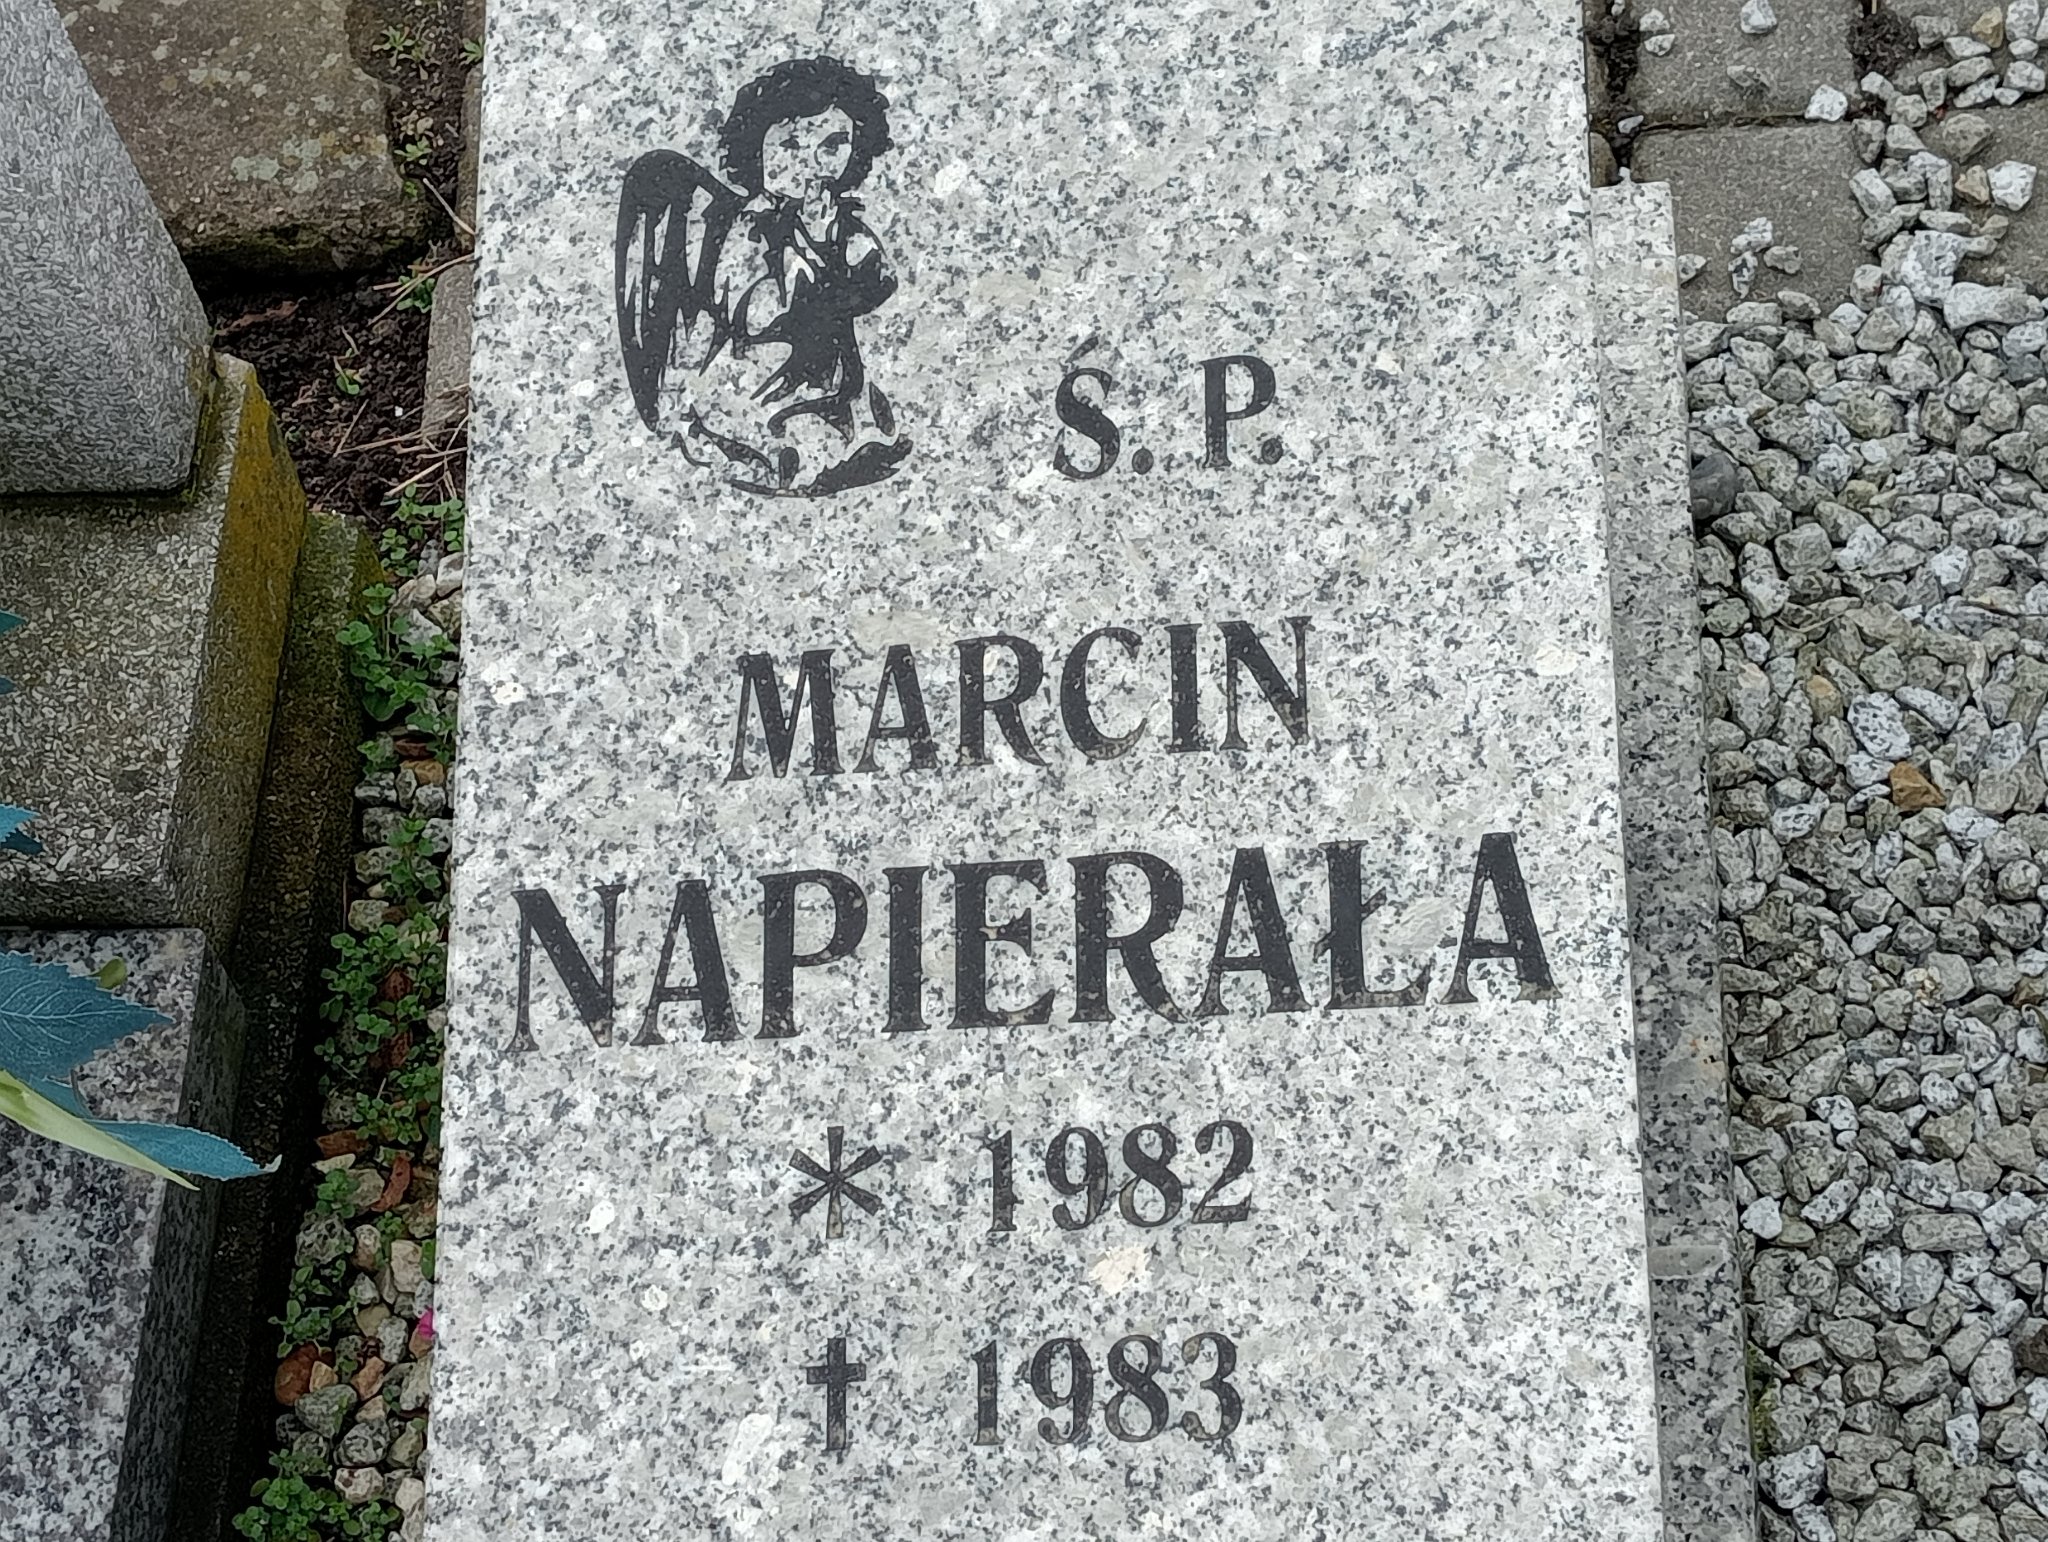 Ś. P.
MARCIN
NAPIERAŁA
* 1982
† 1983